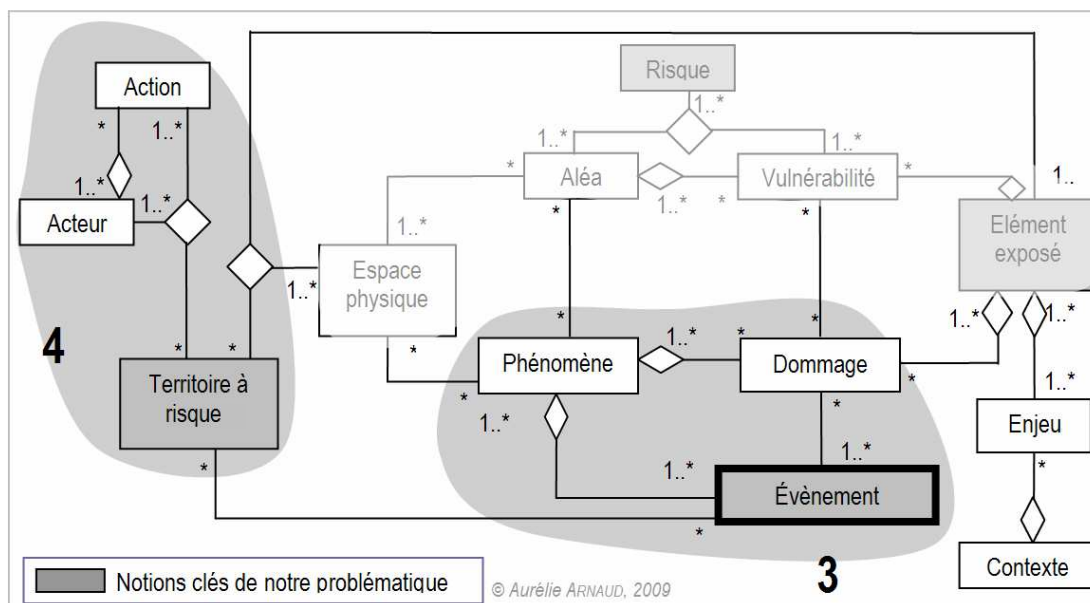 Risque
Action
1..*
*
1..*
1..*
1..*
*
*
*
1..
Aléa
Vulnérabilité
1..*
1..*
1..*
*
Acteur
*
*
Elément
exposé
1..*
Espace
physique
1..*
4
*
*
1..*
1..*
*
*
*
*
1..*
*
Phénomène
Dommage
*
Territoire à
risque
*
1..*
*
1..*
Enjeu
1..*
1..*
*
*
Évènement
*
Contexte
3
Notions clés de notre problématique
© Aurélie ARNAUD, 2009